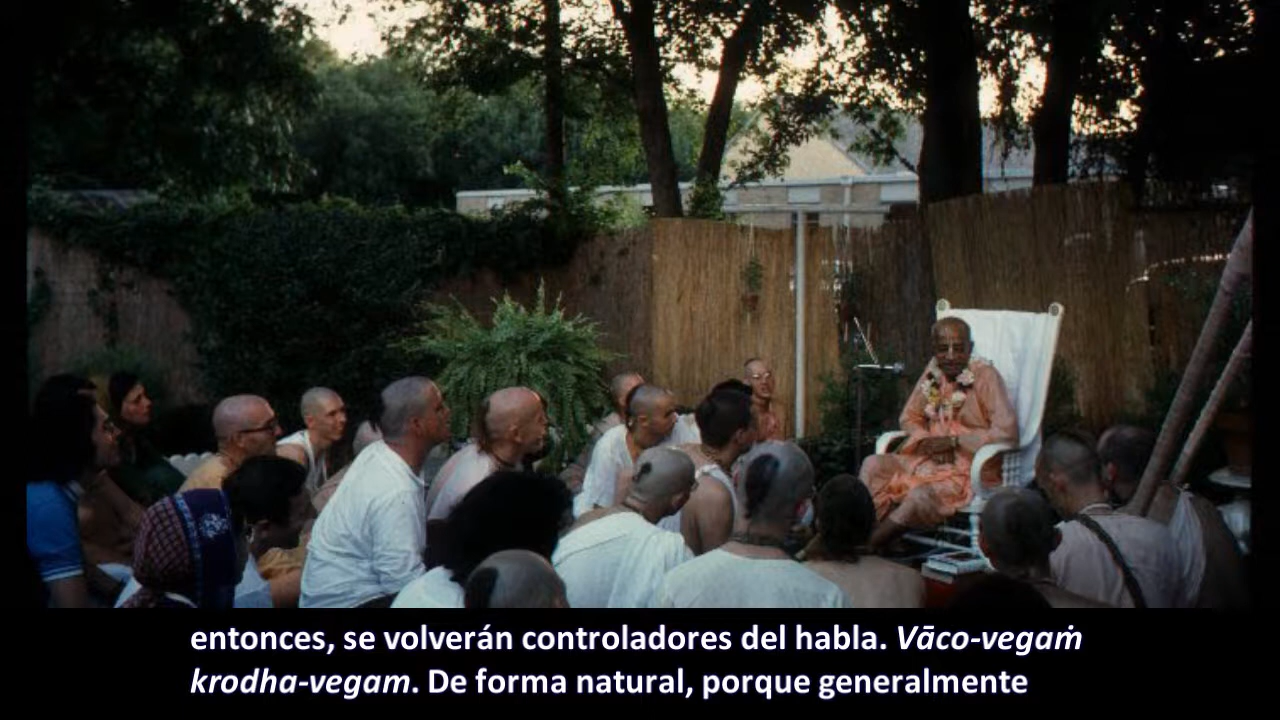 entonces, se volverán controladores del habla. Vāco-vegaṁ
krodha-vegam. De forma natural, porque generalmente